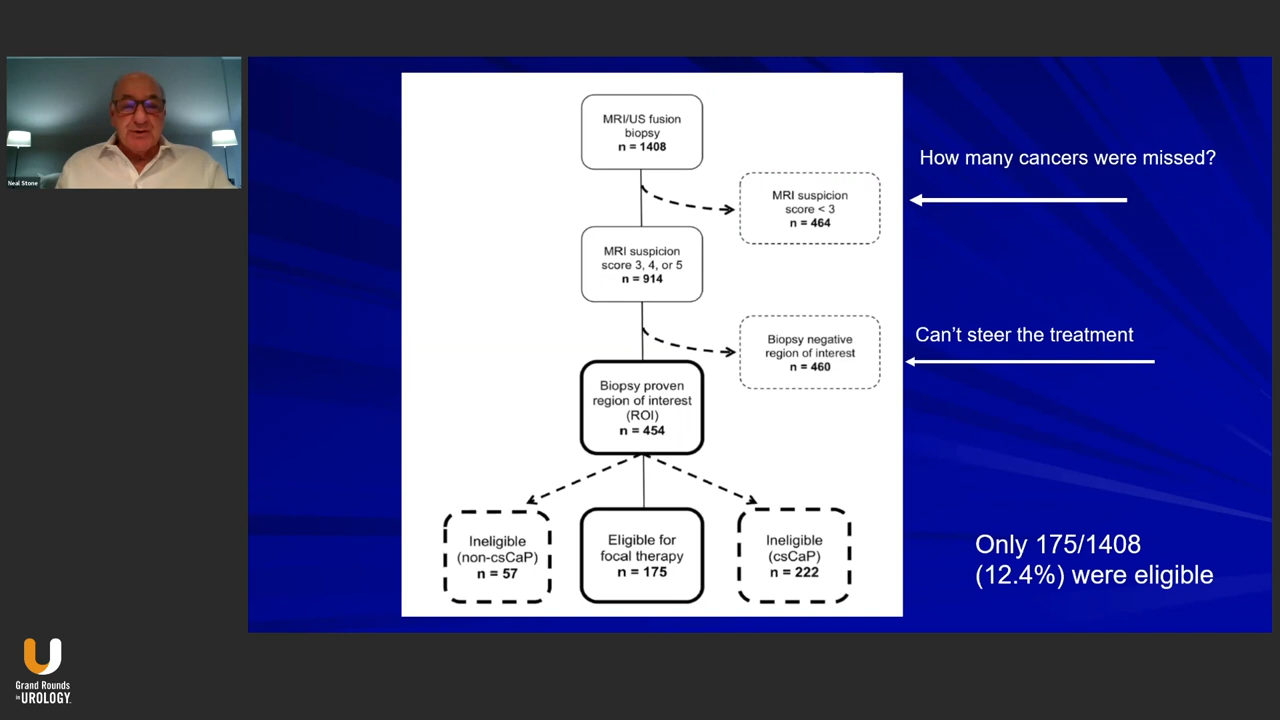 Neal Stone
MRI/US fusion
biopsy
n = 1408
How many cancers were missed?
MRI suspicion
score < 3
n = 464
MRI suspicion
score 3, 4, or 5
n = 914
Can't steer the treatment
Biopsy negative
region of interest
n = 460
Biopsy proven
region of interest
(ROI)
n = 454
Ineligible
(non-csCaP)
n = 57
Eligible for
focal therapy
n = 175
Ineligible
(csCaP)
n = 222
Only 175/1408
(12.4%) were eligible
Grand Rounds
in UROLOGY